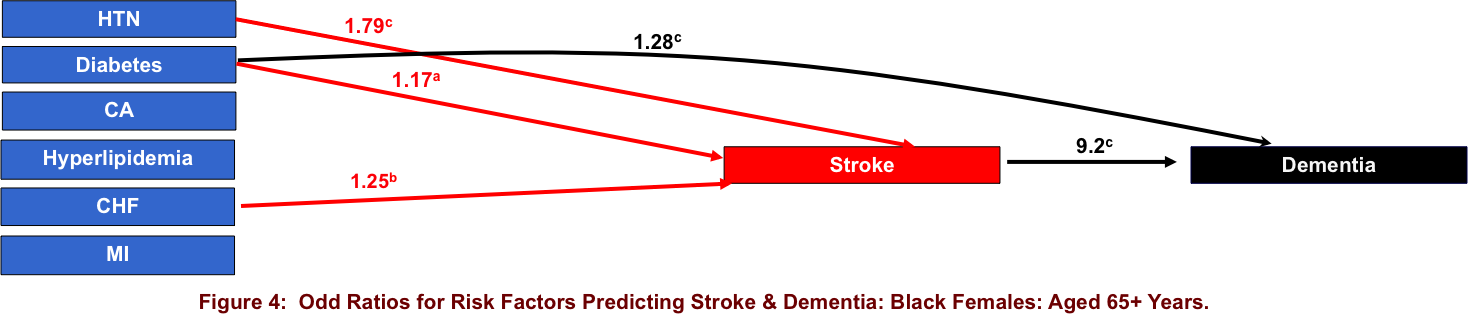 HTN
1.79ᶜ
Diabetes
1.28ᶜ
1.17ᵃ
CA
Hyperlipidemia
Stroke
9.2ᶜ
Dementia
1.25ᵇ
CHF
MI
Figure 4:  Odd Ratios for Risk Factors Predicting Stroke & Dementia: Black Females: Aged 65+ Years.